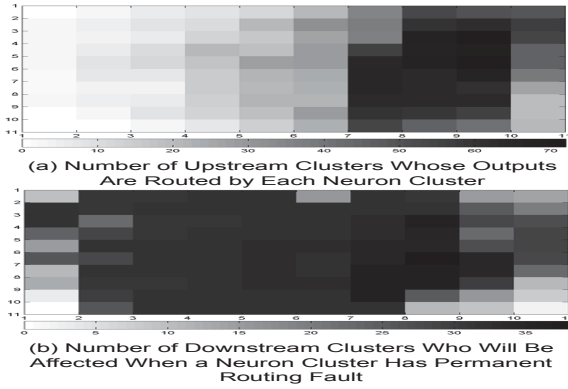 1
2
3
4
5
6
7
8
9
10
11
1 2 3 4 5 6 7 8 9 10 11
0 10 20 30 40 50 60 70
(a) Number of Upstream Clusters Whose Outputs
Are Routed by Each Neuron Cluster
1
2
3
4
5
6
7
8
9
10
11
1 2 3 4 5 6 7 8 9 10
0 5 10 15 20 25 30 35
(b) Number of Downstream Clusters Who Will Be
Affected When a Neuron Cluster Has Permanent
Routing Fault